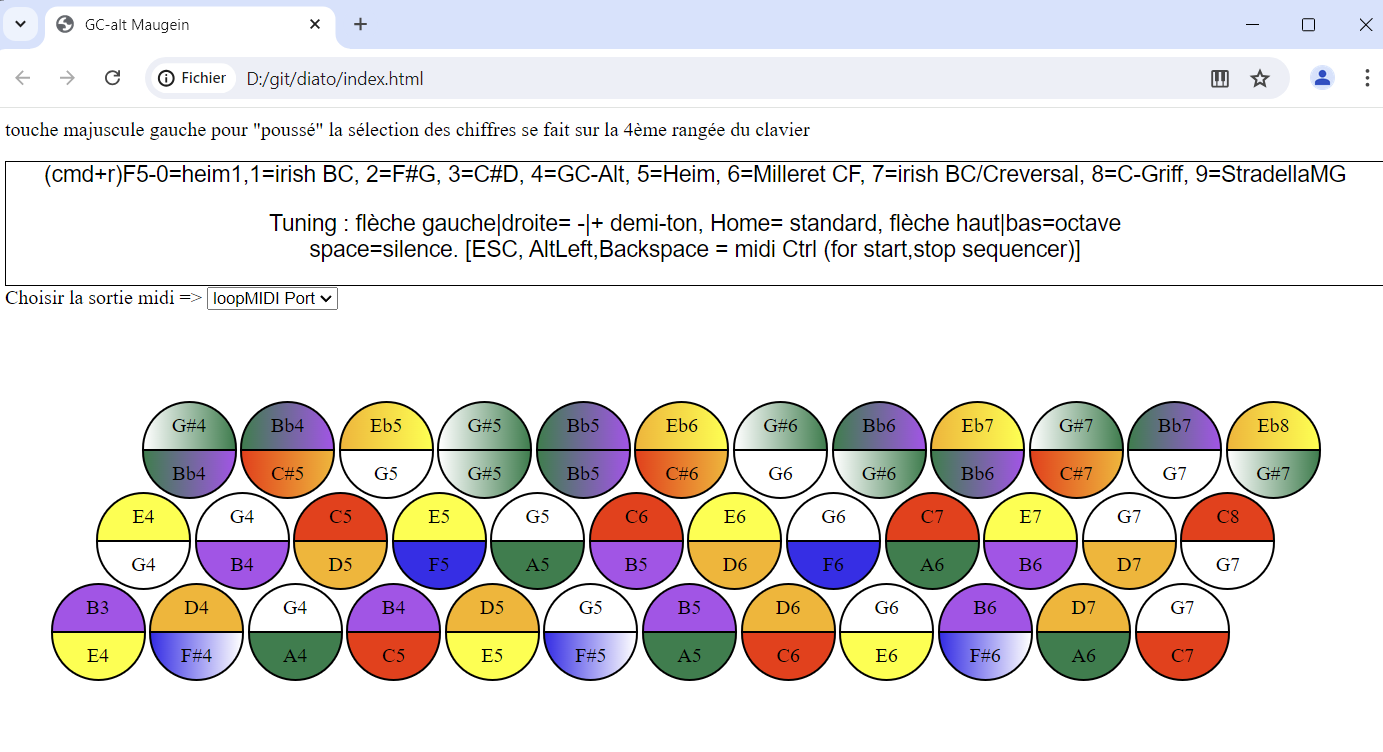 GC-alt Maugein
Fichier D:/git/diato/index.html
touche majuscule gauche pour "poussé" la sélection des chiffres se fait sur la 4ème rangée du clavier
(cmd+r)F5-0=heim1,1=irish BC, 2=F#G, 3=C#D, 4=GC-Alt, 5=Heim, 6=Milleret CF, 7=irish BC/Creversal, 8=C-Griff, 9=StradellaMG
Tuning : flèche gauche|droite= -|+ demi-ton, Home= standard, flèche haut|bas=octave
space=silence. [ESC, AltLeft,Backspace = midi Ctrl (for start,stop sequencer)]
Choisir la sortie midi => loopMIDI Port
G#4 Bb4 Eb5 G#5 Bb5 Eb6 G#6 Bb6 Eb7 G#7 Bb7 Eb8
Bb4 C#5 G5 G#5 Bb5 C#6 G6 G#6 Bb6 C#7 G7 G#7
E4 G4 C5 E5 G5 C6 E6 G6 C7 E7 G7 C8
G4 B4 D5 F5 A5 B5 D6 F6 A6 B6 D7 G7
B3 D4 G4 B4 D5 G5 B5 D6 G6 B6 D7 G7
E4 F#4 A4 C5 E5 F#5 A5 C6 E6 F#6 A6 C7